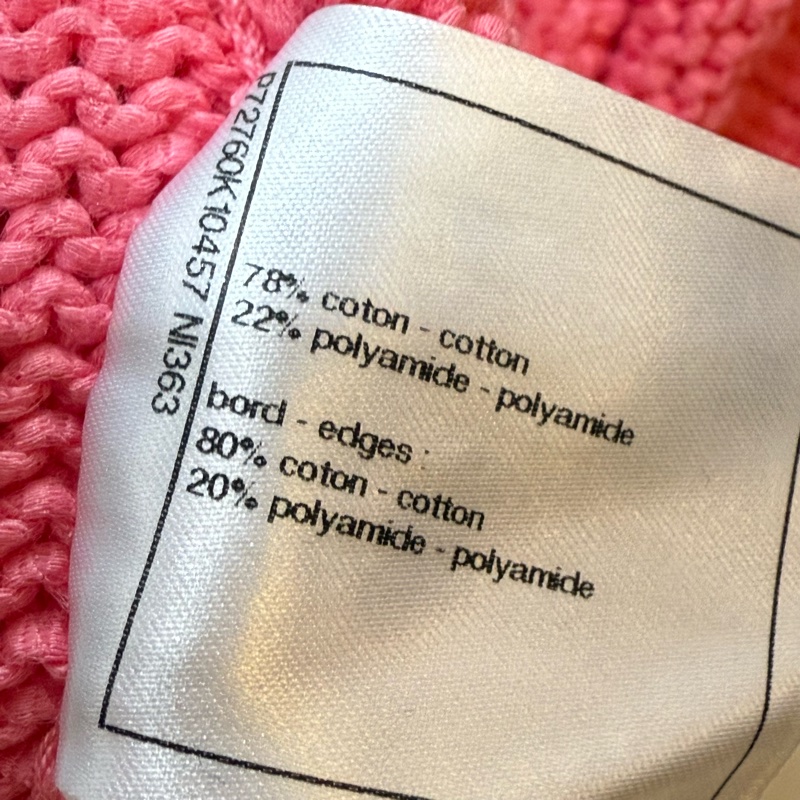 P72760K10457 NI363
78% coton - cotton
22% polyamide - polyamide
bord - edges :
80% coton - cotton
20% polyamide - polyamide